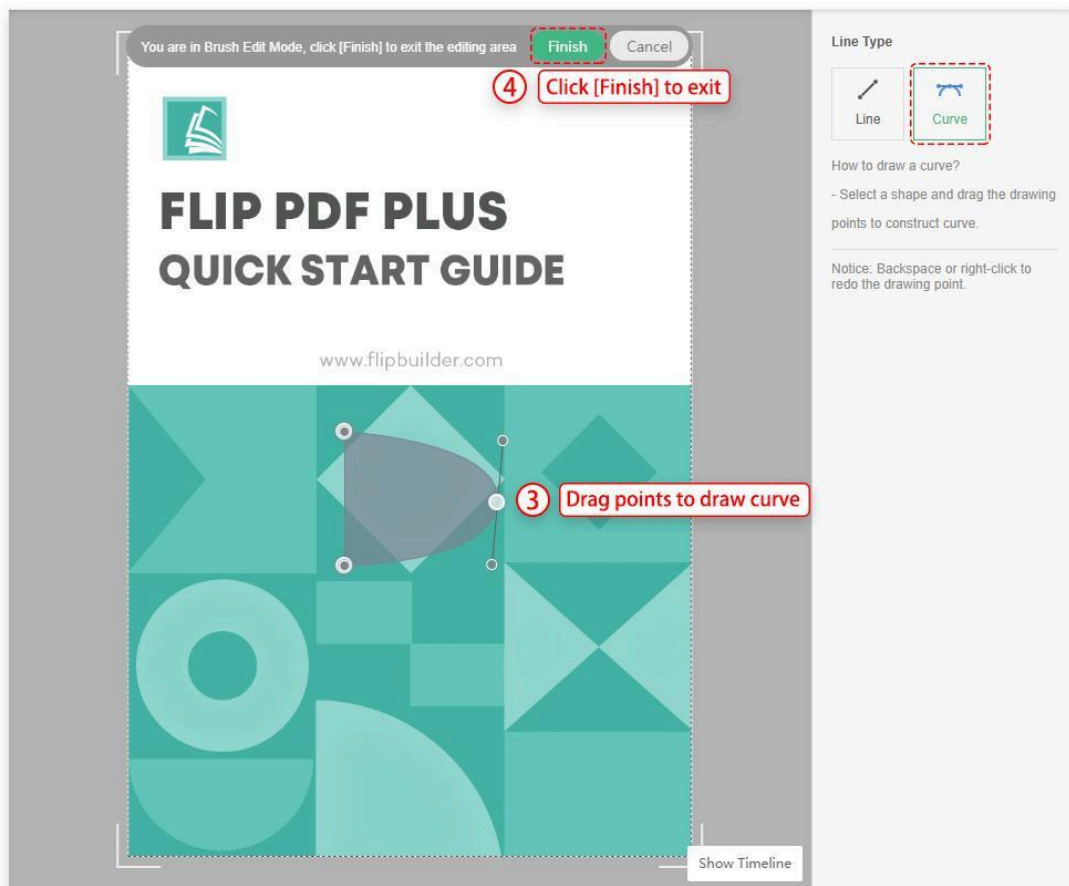 You are in Brush Edit Mode, click [Finish] to exit the editing area
Finish
Cancel
4
Click [Finish] to exit
FLIP PDF PLUS
QUICK START GUIDE
www.flipbuilder.com
3
Drag points to draw curve
Show Timeline
Line Type
Line
Curve
How to draw a curve?
- Select a shape and drag the drawing
points to construct curve.
Notice: Backspace or right-click to
redo the drawing point.